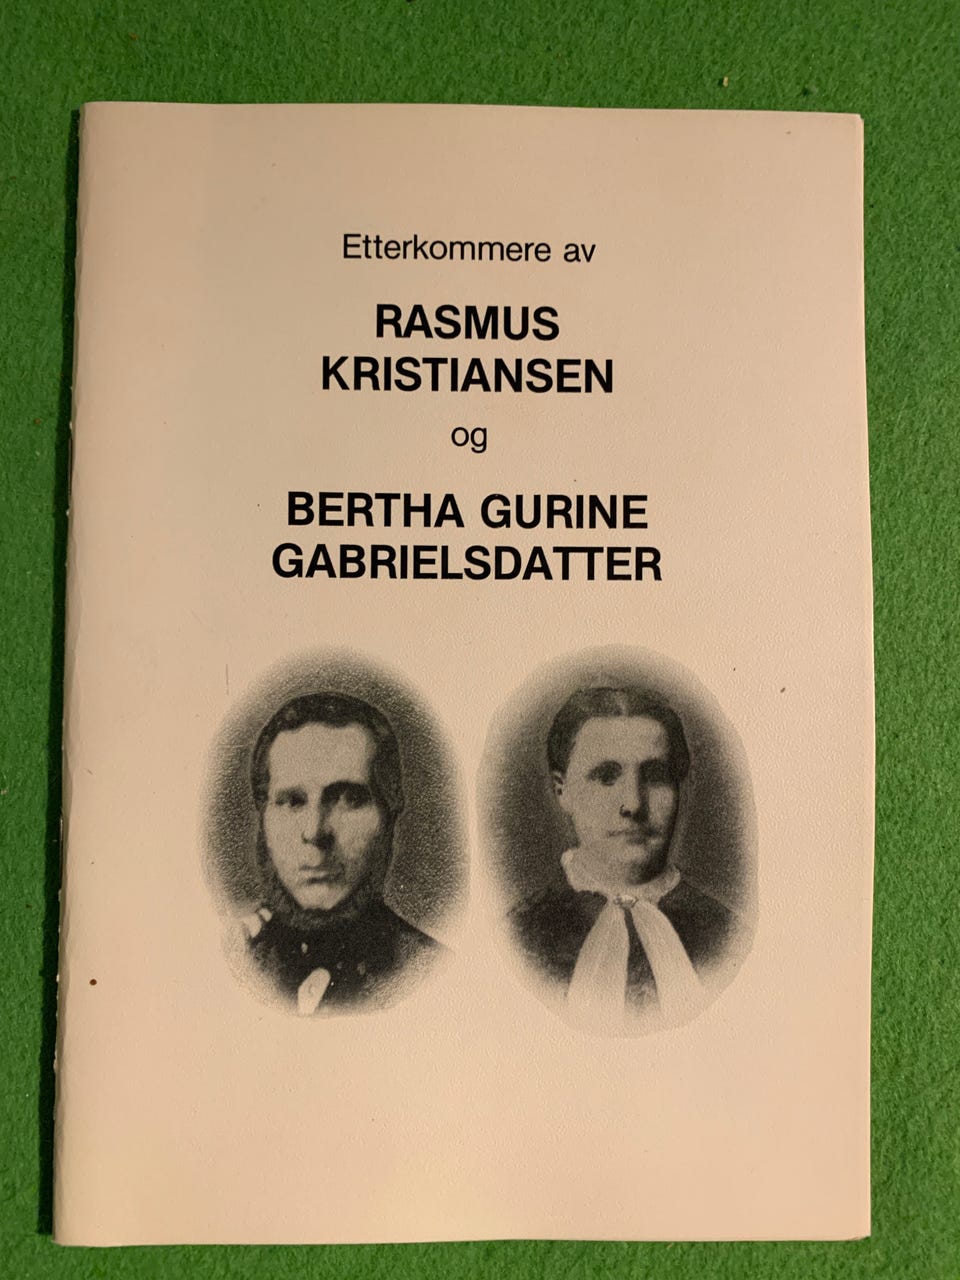 Etterkommere av
RASMUS
KRISTIANSEN
og
BERTHA GURINE
GABRIELSDATTER